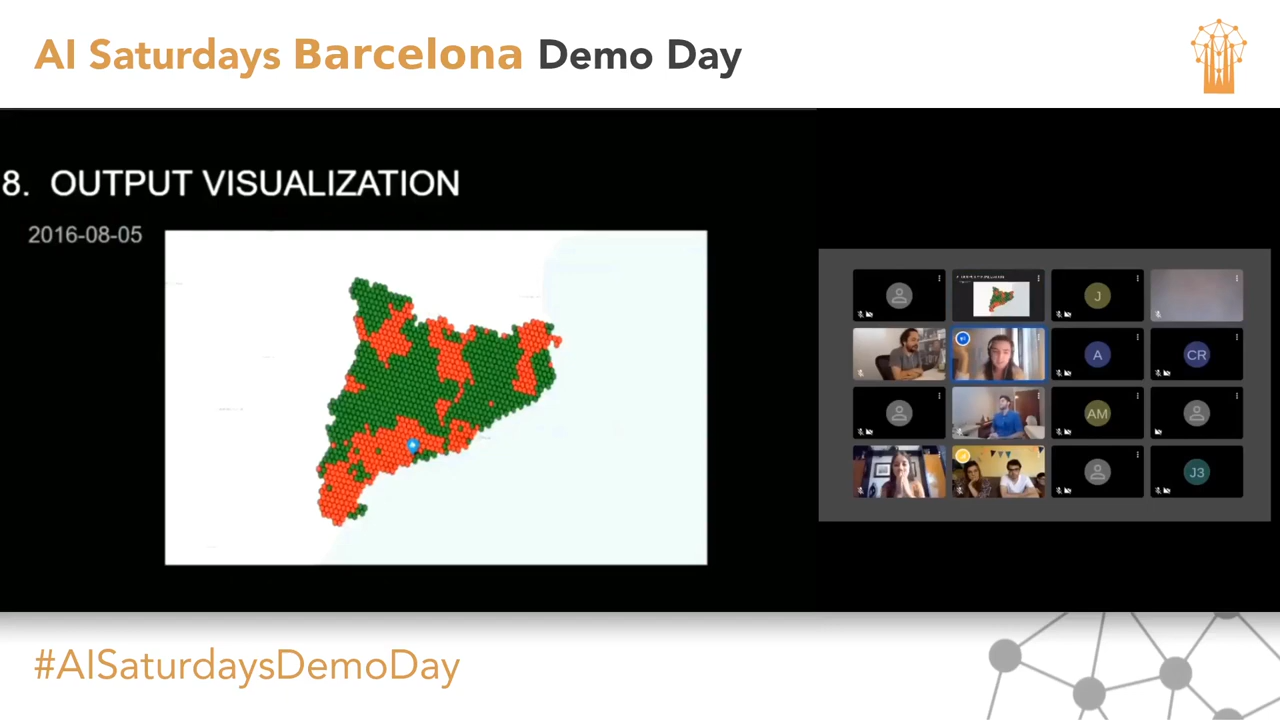 AI Saturdays Barcelona Demo Day
8. OUTPUT VISUALIZATION
2016-08-05
J
A
CR
AM
J3
#AISaturdaysDemoDay